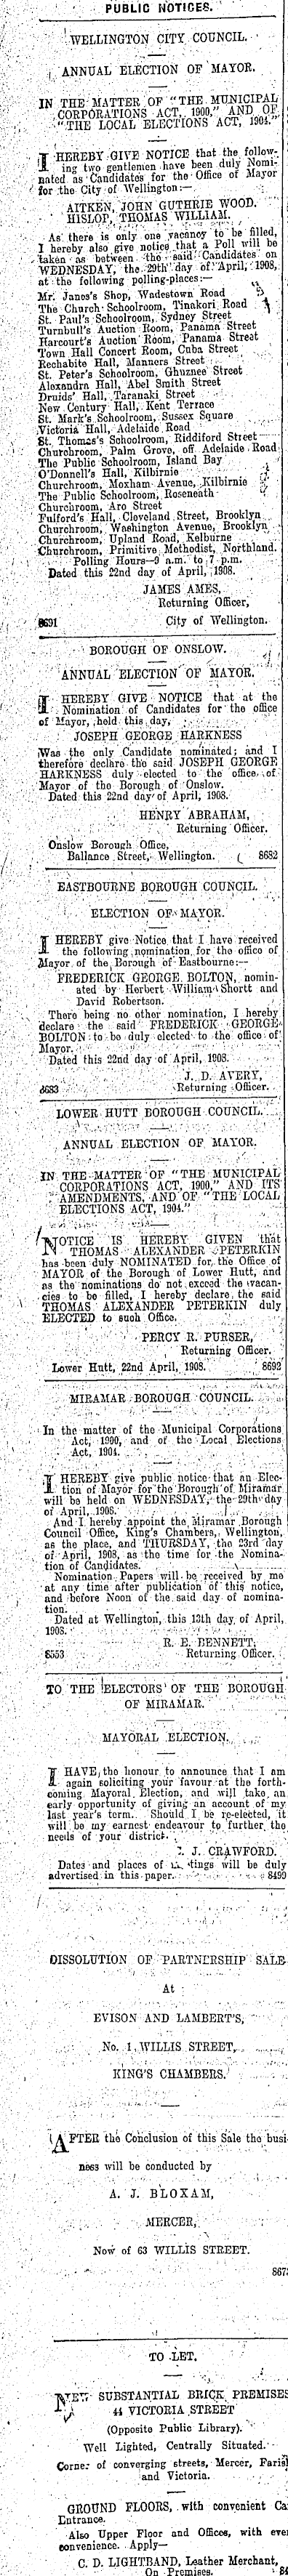 PUBLIC NOTICES.
WELLINGTON CITY COUNCIL.
ANNUAL ELECTION OF MAYOR.
IN THE MATTER OF "THE MUNICIPAL
CORPORATIONS ACT, 1900," AND OF
"THE LOCAL ELECTIONS ACT, 1904."
I HEREBY GIVE NOTICE that the follow-
ing two gentlemen have been duly Nomi-
nated as Candidates for the Office of Mayor
for the City of Wellington:—
AITKEN, JOHN GUTHRIE WOOD.
HISLOP, THOMAS WILLIAM.
As there is only one vacancy to be filled,
I hereby also give notice that a Poll will be
taken as between the said Candidates on
WEDNESDAY, the 29th day of April, 1908,
at the following polling-places:—
Mr. Janes's Shop, Wadestown Road
The Church Schoolroom, Tinakori Road
St. Paul's Schoolroom, Sydney Street
Turnbull's Auction Room, Panama Street
Harcourt's Auction Room, Panama Street
Town Hall Concert Room, Cuba Street
Rechabite Hall, Manners Street
St. Peter's Schoolroom, Ghuznee Street
Alexandra Hall, Abel Smith Street
Druids' Hall, Taranaki Street
New Century Hall, Kent Terrace
St. Mark's Schoolroom, Sussex Square
Victoria Hall, Adelaide Road
St. Thomas's Schoolroom, Riddiford Street
Churchroom, Palm Grove, off Adelaide Road
The Public Schoolroom, Island Bay
O'Donnell's Hall, Kilbirnie
Churchroom, Moxham Avenue, Kilbirnie
The Public Schoolroom, Roseneath
Churchroom, Aro Street
Fulford's Hall, Cleveland Street, Brooklyn
Churchroom, Washington Avenue, Brooklyn
Churchroom, Upland Road, Kelburne
Churchroom, Primitive Methodist, Northland.
Polling Hours—9 a.m. to 7 p.m.
Dated this 22nd day of April, 1908.
JAMES AMES,
Returning Officer,
8691 City of Wellington.
BOROUGH OF ONSLOW.
ANNUAL ELECTION OF MAYOR.
I HEREBY GIVE NOTICE that at the
Nomination of Candidates for the office
of Mayor, held this day,
JOSEPH GEORGE HARKNESS
Was the only Candidate nominated; and I
therefore declare the said JOSEPH GEORGE
HARKNESS duly elected to the office of
Mayor of the Borough of Onslow.
Dated this 22nd day of April, 1908.
HENRY ABRAHAM,
Returning Officer.
Onslow Borough Office,
Ballance Street, Wellington. 8682
EASTBOURNE BOROUGH COUNCIL.
ELECTION OF MAYOR.
I HEREBY give Notice that I have received
the following nomination for the office of
Mayor of the Borough of Eastbourne:—
FREDERICK GEORGE BOLTON, nomin-
ated by Herbert William Shortt and
David Robertson.
There being no other nomination, I hereby
declare the said FREDERICK GEORGE
BOLTON to be duly elected to the office of
Mayor.
Dated this 22nd day of April, 1908.
J. D. AVERY,
8683 Returning Officer.
LOWER HUTT BOROUGH COUNCIL.
ANNUAL ELECTION OF MAYOR.
IN THE MATTER OF "THE MUNICIPAL
CORPORATIONS ACT, 1900," AND ITS
AMENDMENTS, AND OF "THE LOCAL
ELECTIONS ACT, 1904."
NOTICE IS HEREBY GIVEN that
THOMAS ALEXANDER PETERKIN
has been duly NOMINATED for the Office of
MAYOR of the Borough of Lower Hutt, and
as the nominations do not exceed the vacan-
cies to be filled, I hereby declare the said
THOMAS ALEXANDER PETERKIN duly
ELECTED to such Office.
PERCY R. PURSER,
Returning Officer.
Lower Hutt, 22nd April, 1908. 8692
MIRAMAR BOROUGH COUNCIL.
In the matter of the Municipal Corporations
Act, 1900, and of the Local Elections
Act, 1904.
I HEREBY give public notice that an Elec-
tion of Mayor for the Borough of Miramar
will be held on WEDNESDAY, the 29th day
of April, 1908.
And I hereby appoint the Miramar Borough
Council Office, King's Chambers, Wellington,
as the place, and THURSDAY, the 23rd day
of April, 1908, as the time for the Nomina-
tion of Candidates.
Nomination Papers will be received by me
at any time after publication of this notice,
and before Noon of the said day of nomina-
tion.
Dated at Wellington, this 13th day of April,
1908.
R. E. BENNETT,
8553 Returning Officer.
TO THE ELECTORS OF THE BOROUGH
OF MIRAMAR.
MAYORAL ELECTION.
I HAVE the honour to announce that I am
again soliciting your favour at the forth-
coming Mayoral Election, and will take an
early opportunity of giving an account of my
last year's term. Should I be re-elected, it
will be my earnest endeavour to further the
needs of your district.
J. CRAWFORD.
Dates and places of will be duly
advertised in this paper. 8499
DISSOLUTION OF PARTNERSHIP SALE
At
EVISON AND LAMBERT'S,
No. 1 WILLIS STREET,
KING'S CHAMBERS.
AFTER the Conclusion of this Sale the busi-
ness will be conducted by
A. J. BLOXAM,
MERCER,
Now of 63 WILLIS STREET.
867
TO LET.
NEW SUBSTANTIAL BRICK PREMISES
44 VICTORIA STREET
(Opposite Public Library).
Well Lighted, Centrally Situated.
Corner of converging streets, Mercer, Farish
and Victoria.
GROUND FLOORS, with convenient
Entrance.
Also Upper Floor and Offices, with
convenience. Apply—
C. D. LIGHTBAND, Leather Merchant,
On Premises.